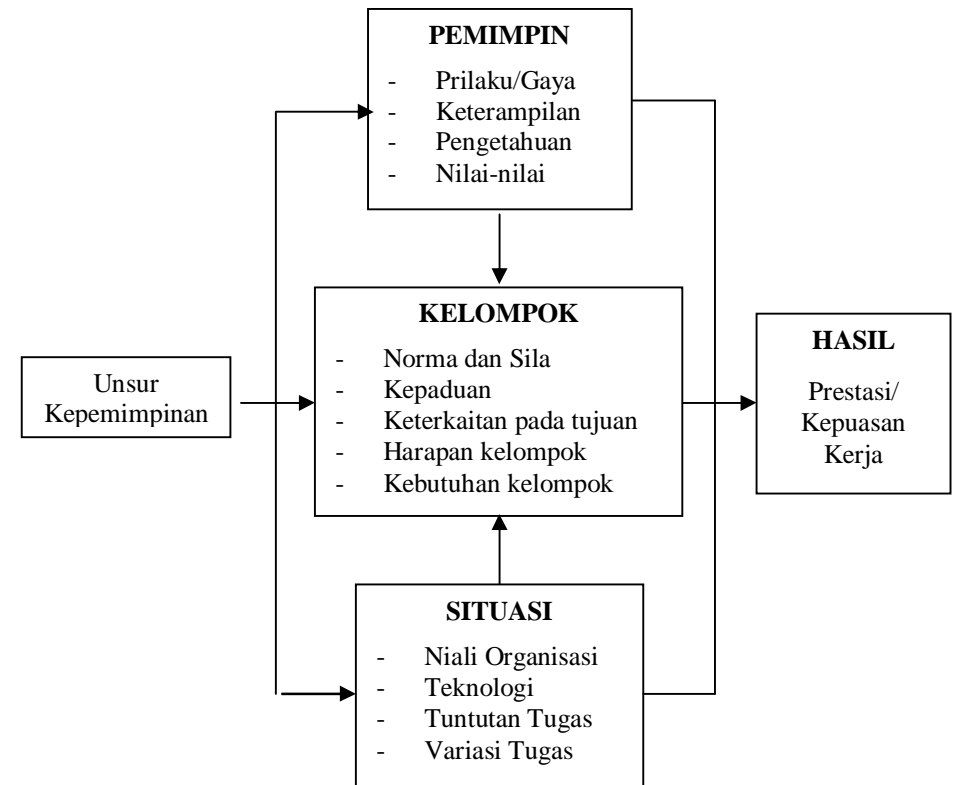 PEMIMPIN
- Prilaku/Gaya
- Keterampilan
- Pengetahuan
- Nilai-nilai
KELOMPOK
- Norma dan Sila
- Kepaduan
- Keterkaitan pada tujuan
- Harapan kelompok
- Kebutuhan kelompok
HASIL
Prestasi/
Kepuasan
Kerja
Unsur
Kepemimpinan
SITUASI
- Niali Organisasi
- Teknologi
- Tuntutan Tugas
- Variasi Tugas